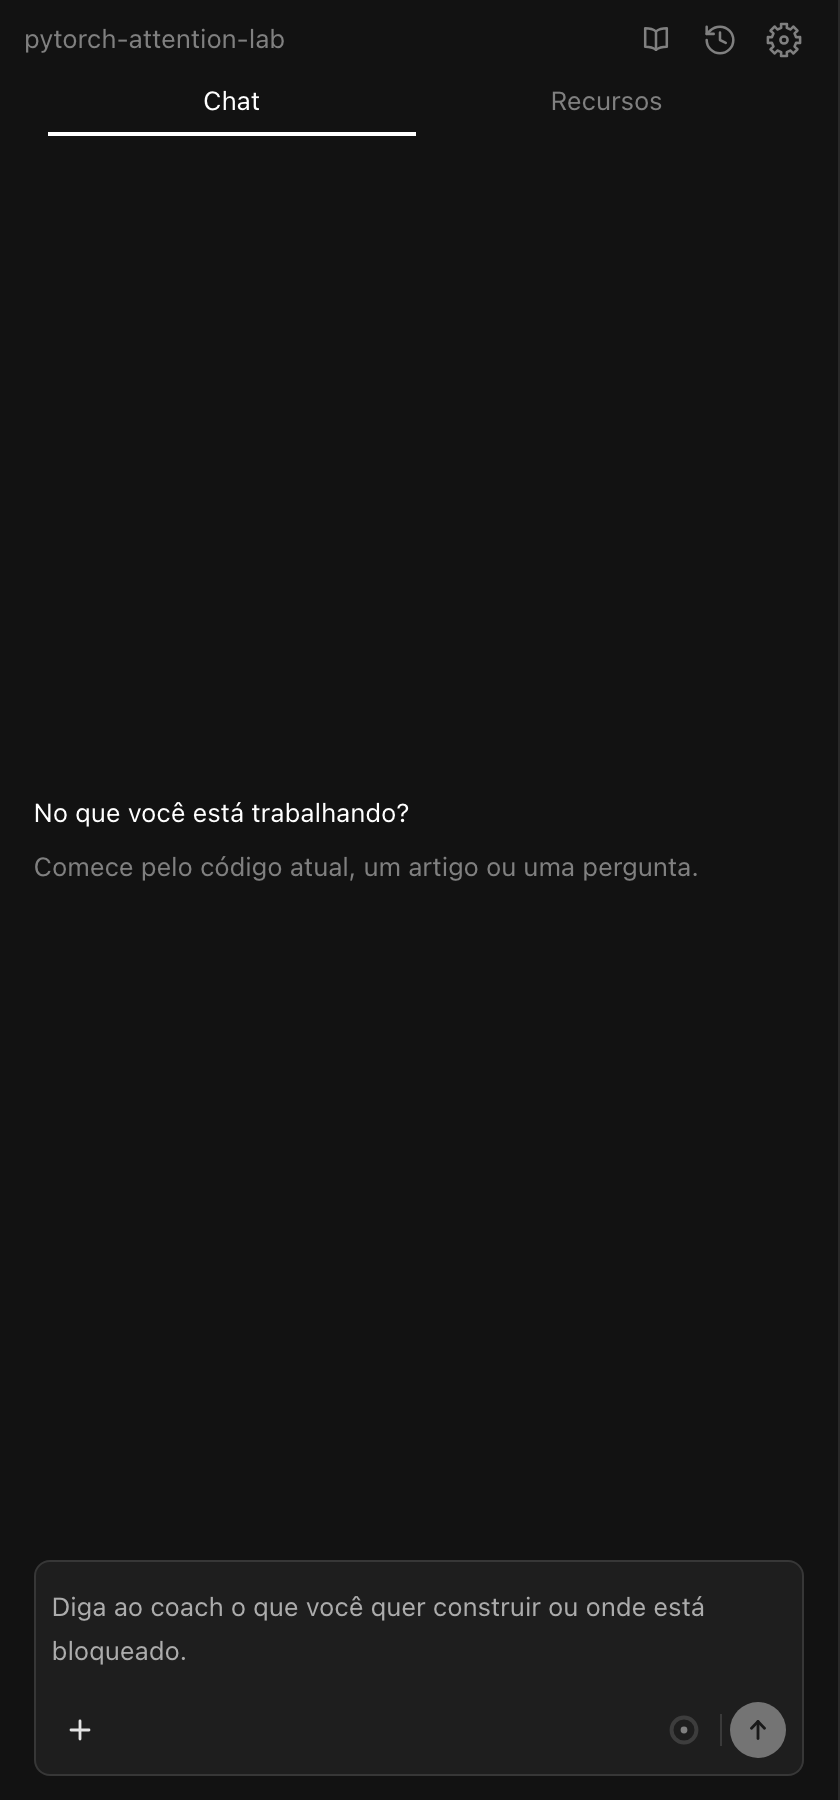 pytorch-attention-lab
Chat
Recursos
No que você está trabalhando?
Comece pelo código atual, um artigo ou uma pergunta.
Diga ao coach o que você quer construir ou onde está
bloqueado.